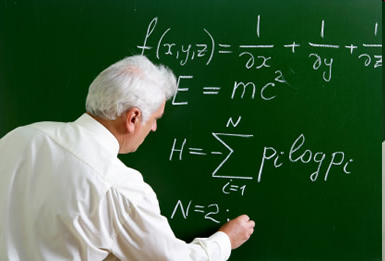 f(x,y,z) = 1/∂x + 1/∂y + 1/∂z
E = mc²
H = - N Σ i=1 pi log pi
N = 2;